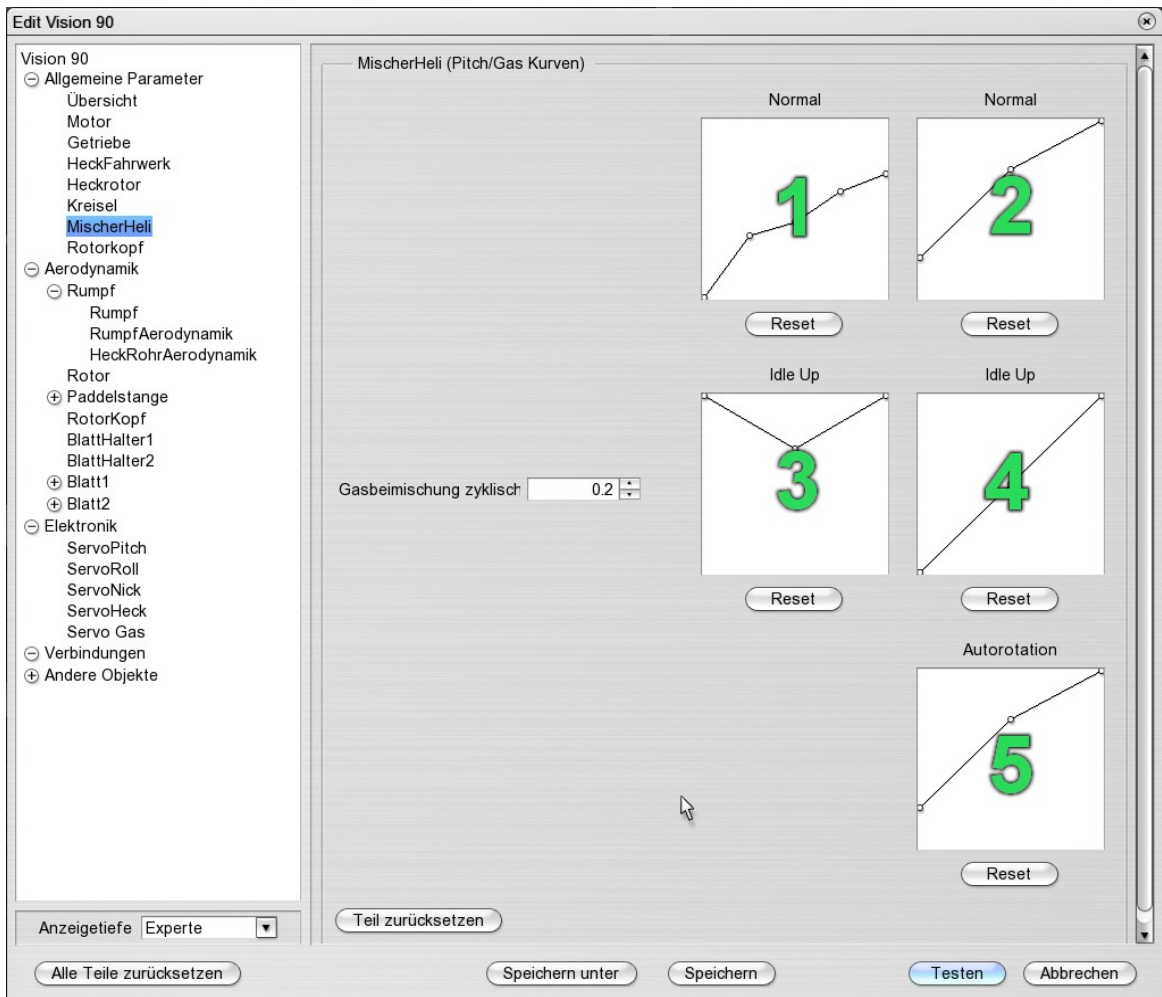 Edit Vision 90
Vision 90
Allgemeine Parameter
Übersicht
Motor
Getriebe
HeckFahrwerk
Heckrotor
Kreisel
MischerHeli
Rotorkopf
Aerodynamik
Rumpf
Rumpf
RumpfAerodynamik
HeckRohrAerodynamik
Rotor
Paddelstange
RotorKopf
BlattHalter1
BlattHalter2
Blatt1
Blatt2
Elektronik
ServoPitch
ServoRoll
ServoNick
ServoHeck
Servo Gas
Verbindungen
Andere Objekte
Anzeigetiefe Experte
MischerHeli (Pitch/Gas Kurven)
Normal Normal
1 2
Reset Reset
Idle Up Idle Up
Gasbeimischung zyklisch 0.2
3 4
Reset Reset
Autorotation
5
Reset
Teil zurücksetzen
Alle Teile zurücksetzen Speichern unter Speichern Testen Abbrechen